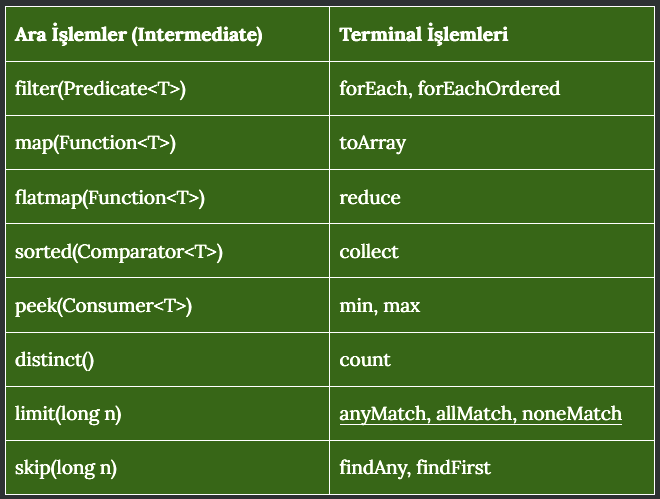 Ara İşlemler (Intermediate) Terminal İşlemleri
filter(Predicate<T>) forEach, forEachOrdered
map(Function<T>) toArray
flatmap(Function<T>) reduce
sorted(Comparator<T>) collect
peek(Consumer<T>) min, max
distinct() count
limit(long n) anyMatch, allMatch, noneMatch
skip(long n) findAny, findFirst